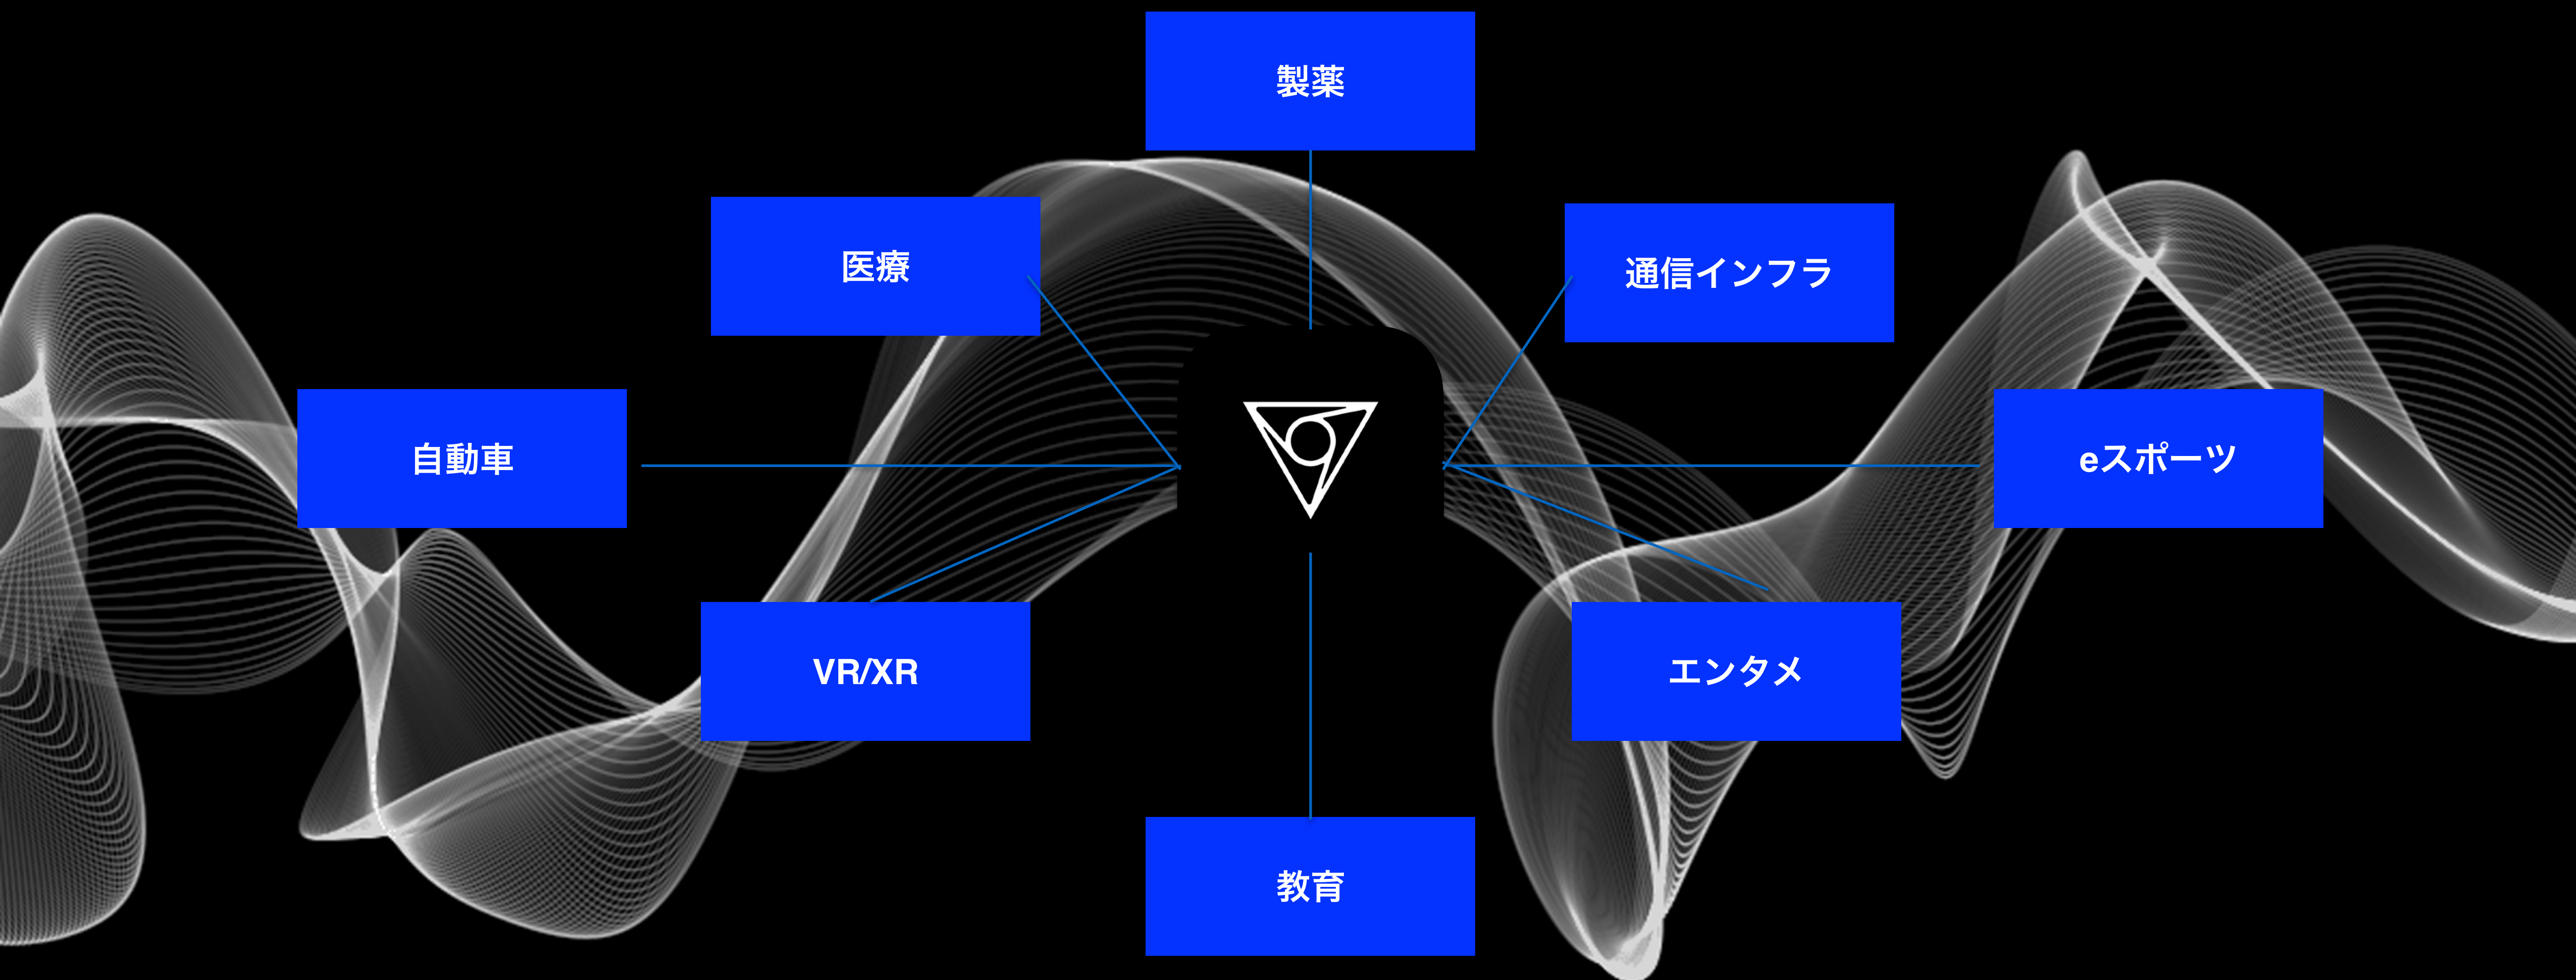 製薬
医療
通信インフラ
自動車
eスポーツ
VR/XR
エンタメ
教育